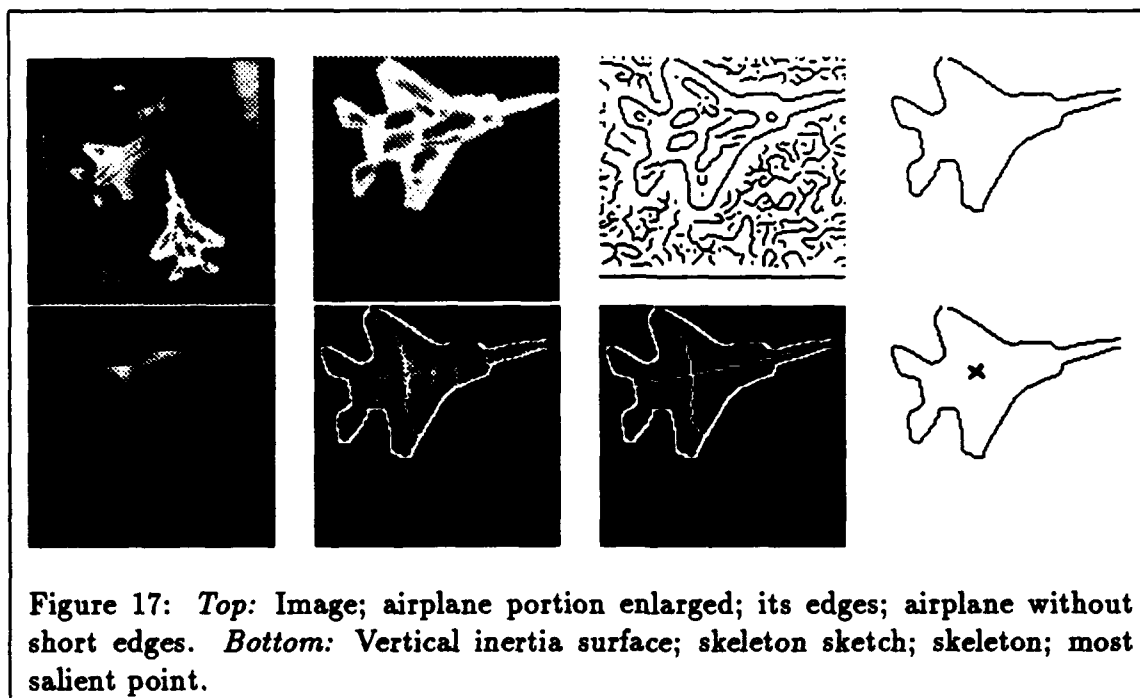 Figure 17: Top: Image; airplane portion enlarged; its edges; airplane without
short edges. Bottom: Vertical inertia surface; skeleton sketch; skeleton; most
salient point.